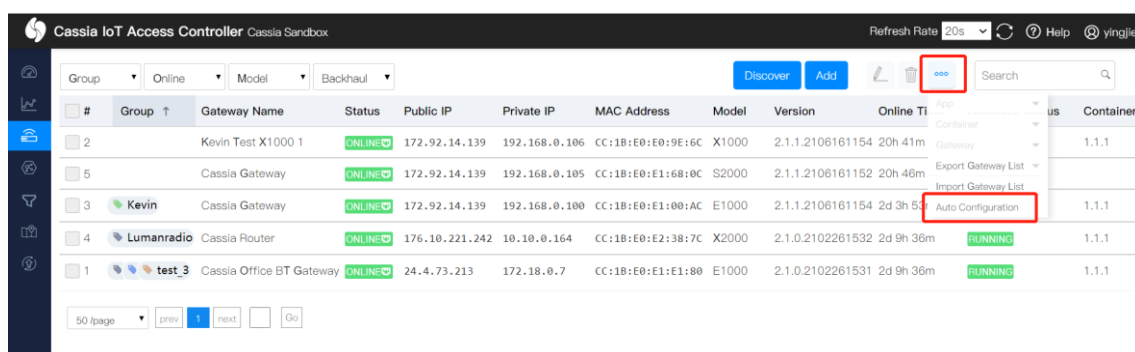 Cassia IoT Access Controller Cassia Sandbox Refresh Rate 20s Help yingjie
Group Online Model Backhaul Discover Add Search
# Group ↑ Gateway Name Status Public IP Private IP MAC Address Model Version Online Ti us Container
App
Container
2 Kevin Test X1000 1 ONLINE 172.92.14.139 192.168.0.106 CC:1B:E0:E0:9E:6C X1000 2.1.1.2106161154 20h 41m 1.1.1
Gateway
Export Gateway List
5 Cassia Gateway ONLINE 172.92.14.139 192.168.0.105 CC:1B:E0:E1:68:0C S2000 2.1.1.2106161152 20h 46m
Import Gateway List
3 Kevin Cassia Gateway ONLINE 172.92.14.139 192.168.0.100 CC:1B:E0:E1:00:AC E1000 2.1.1.2106161154 2d 3h 53 1.1.1
Auto Configuration
4 Lumanradio Cassia Router ONLINE 176.10.221.242 10.10.0.164 CC:1B:E0:E2:38:7C X2000 2.1.0.2102261532 2d 9h 36m RUNNING 1.1.1
1 test_3 Cassia Office BT Gateway ONLINE 24.4.73.213 172.18.0.7 CC:1B:E0:E1:E1:80 E1000 2.1.0.2102261531 2d 9h 36m RUNNING 1.1.1
50 /page prev 1 next Go